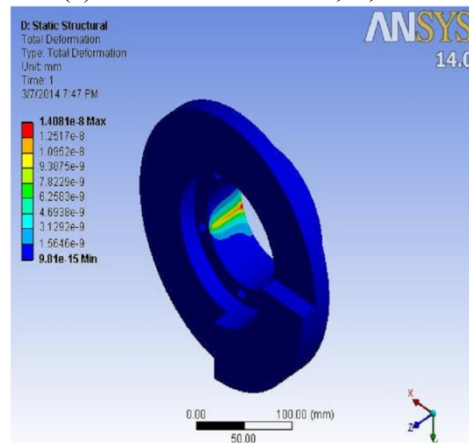 D: Static Structural
Total Deformation
Type: Total Deformation
Unit: mm
Time: 1
3/7/2014 7:47 PM
1.4081e-8 Max
1.2517e-8
1.0952e-8
9.3875e-9
7.8229e-9
6.2583e-9
4.6938e-9
3.1292e-9
1.5646e-9
9.81e-15 Min
ANSYS
14.0
0.00 100.00 (mm)
50.00
X
Z